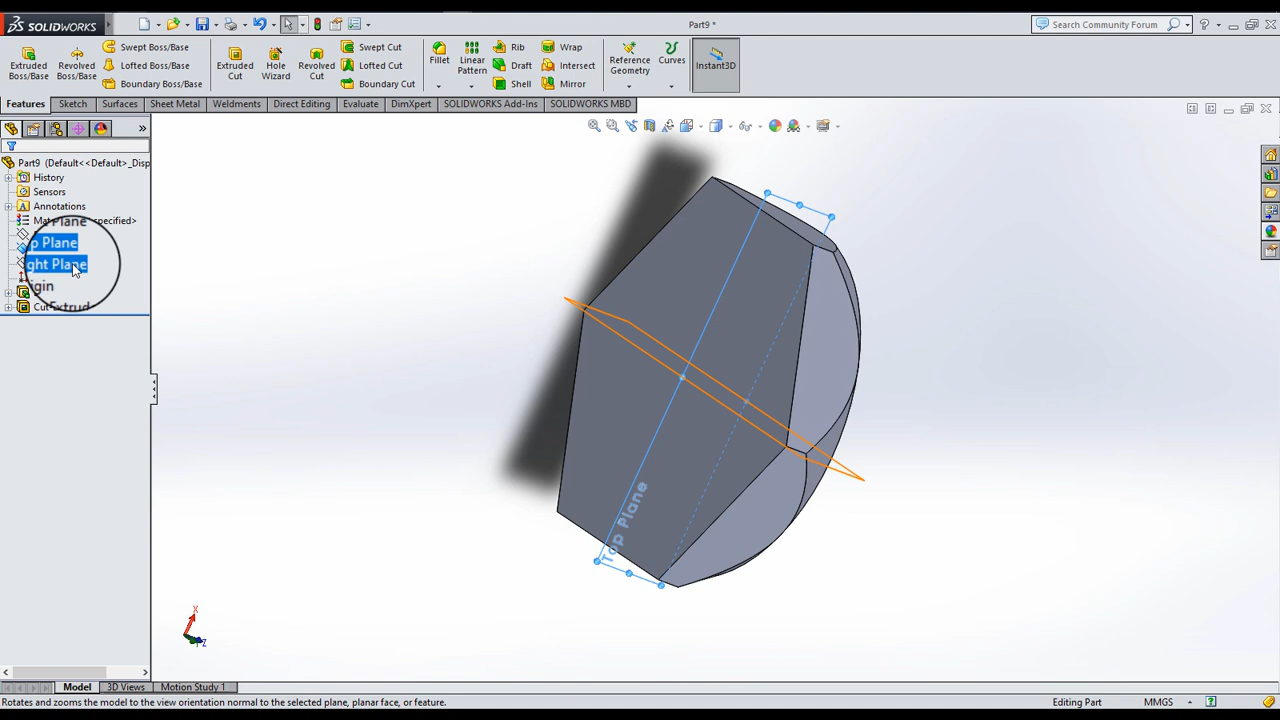 SOLIDWORKS
Part9 *
Search Community Forum
Extruded Boss/Base
Revolved Boss/Base
Swept Boss/Base
Lofted Boss/Base
Boundary Boss/Base
Extruded Cut
Hole Wizard
Revolved Cut
Swept Cut
Lofted Cut
Boundary Cut
Fillet
Linear Pattern
Rib
Draft
Shell
Wrap
Intersect
Mirror
Reference Geometry
Curves
Instant3D
Features
Sketch
Surfaces
Sheet Metal
Weldments
Direct Editing
Evaluate
DimXpert
SOLIDWORKS Add-Ins
SOLIDWORKS MBD
Part9 (Default<<Default>_Disp
History
Sensors
Annotations
Plane
specified>
p Plane
ght Plane
igin
Top Plane
X
Z
Model
3D Views
Motion Study 1
Rotates and zooms the model to the view orientation normal to the selected plane, planar face, or feature.
Editing Part
MMGS